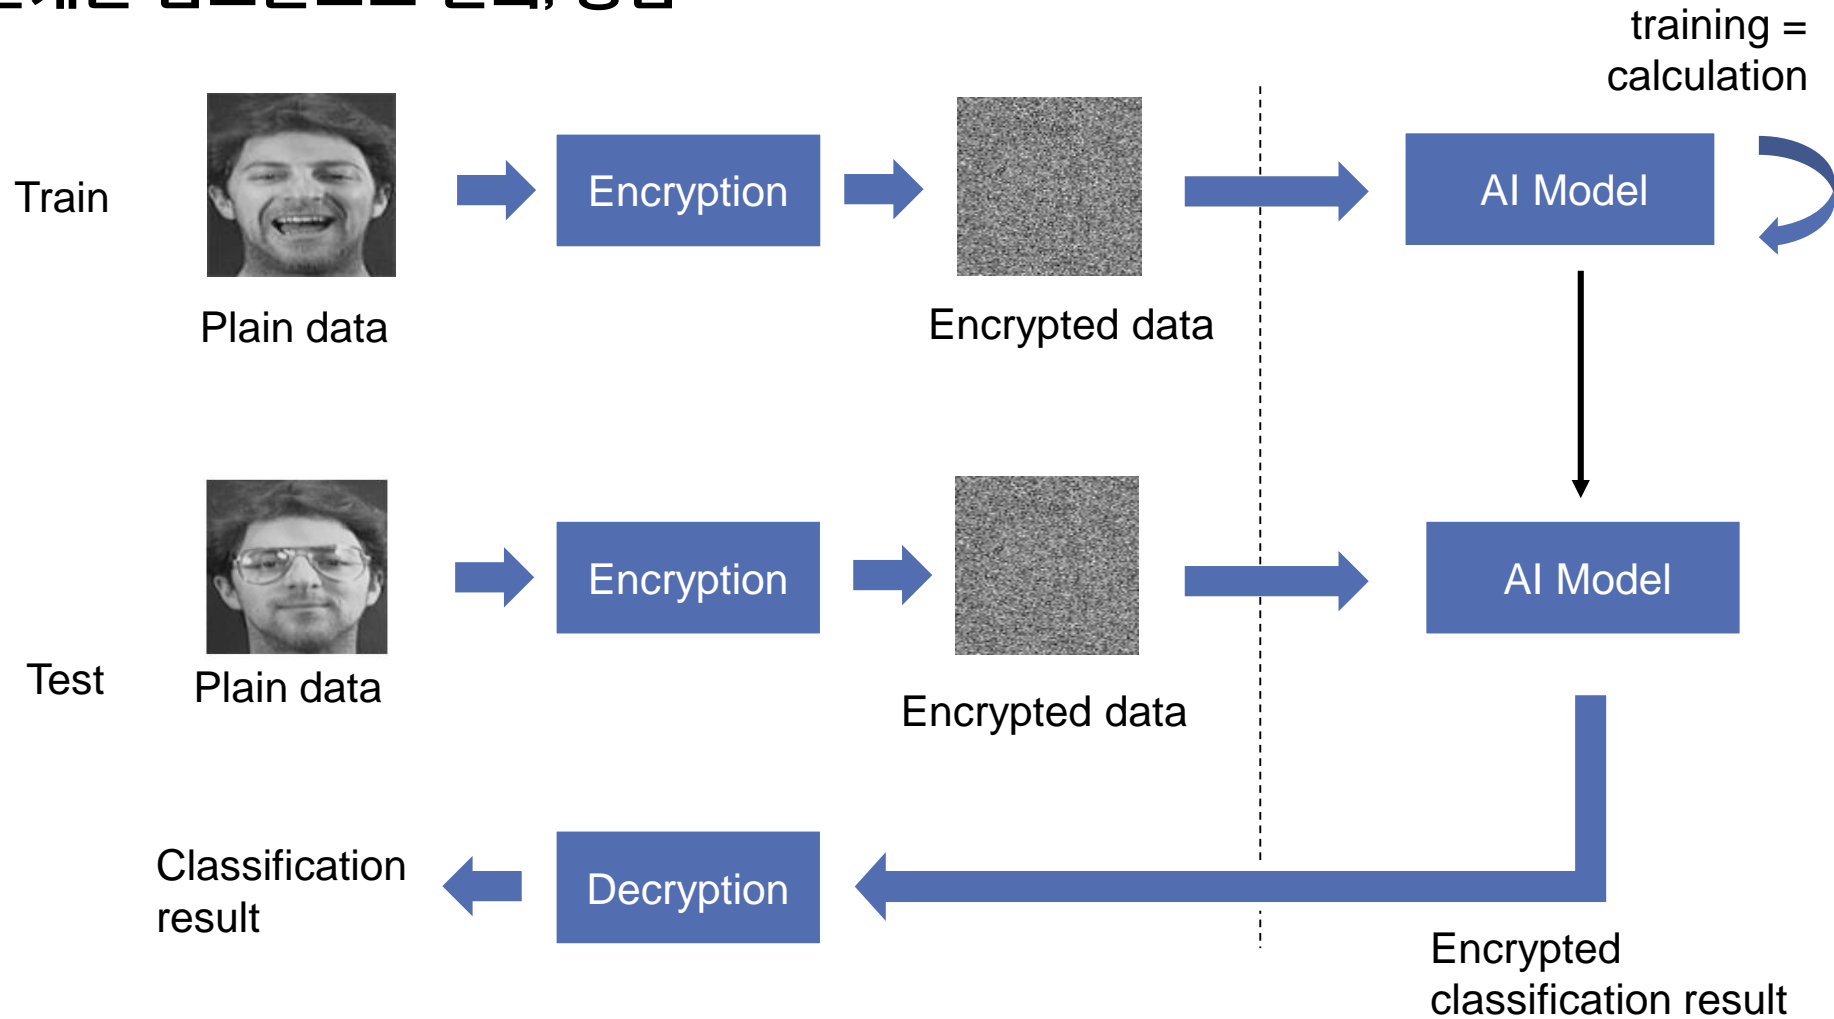 training =
calculation
Train
Encryption
AI Model
Plain data
Encrypted data
Encryption
AI Model
Test
Plain data
Encrypted data
Classification
result
Decryption
Encrypted
classification result